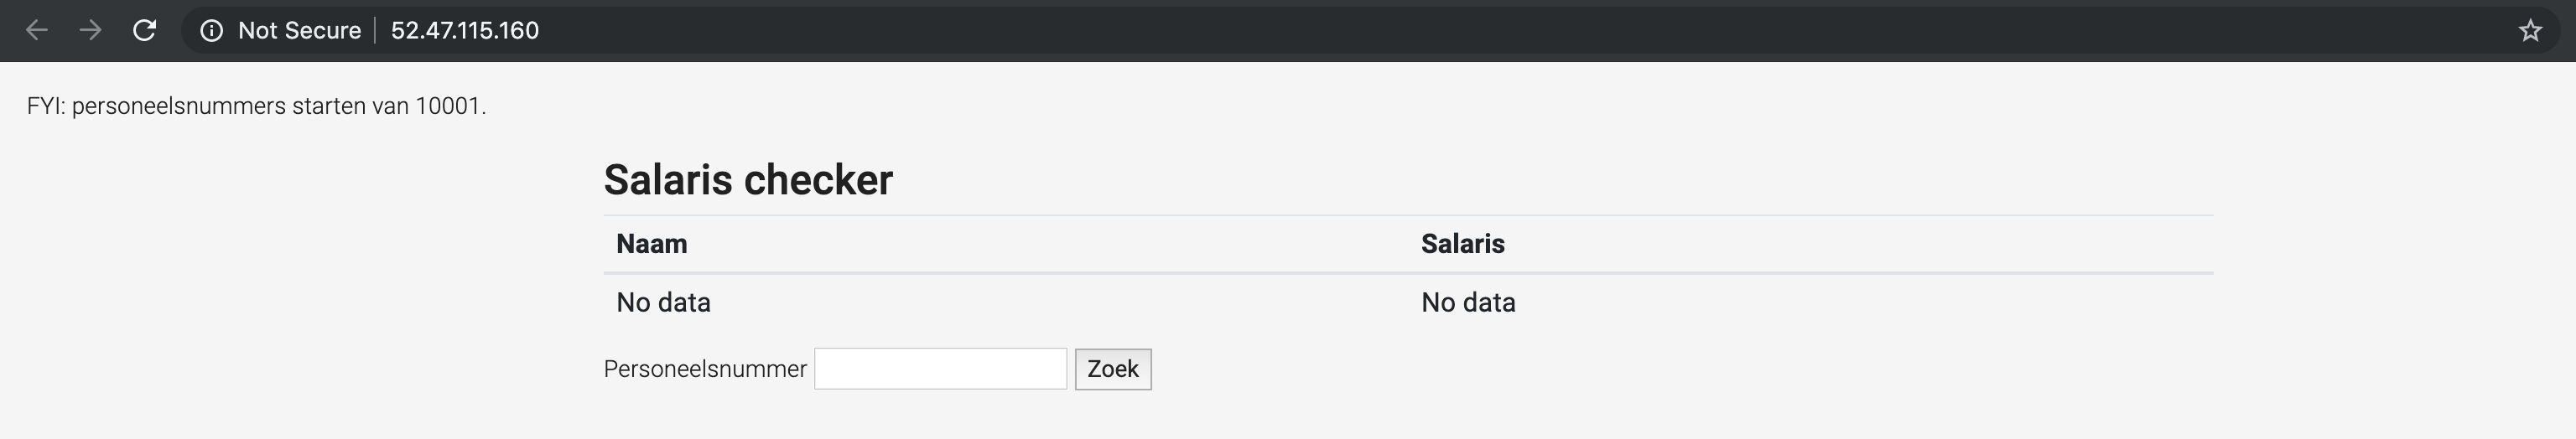 Not Secure | 52.47.115.160
FYI: personeelsnummers starten van 10001.
Salaris checker
Naam Salaris
No data No data
Personeelsnummer Zoek